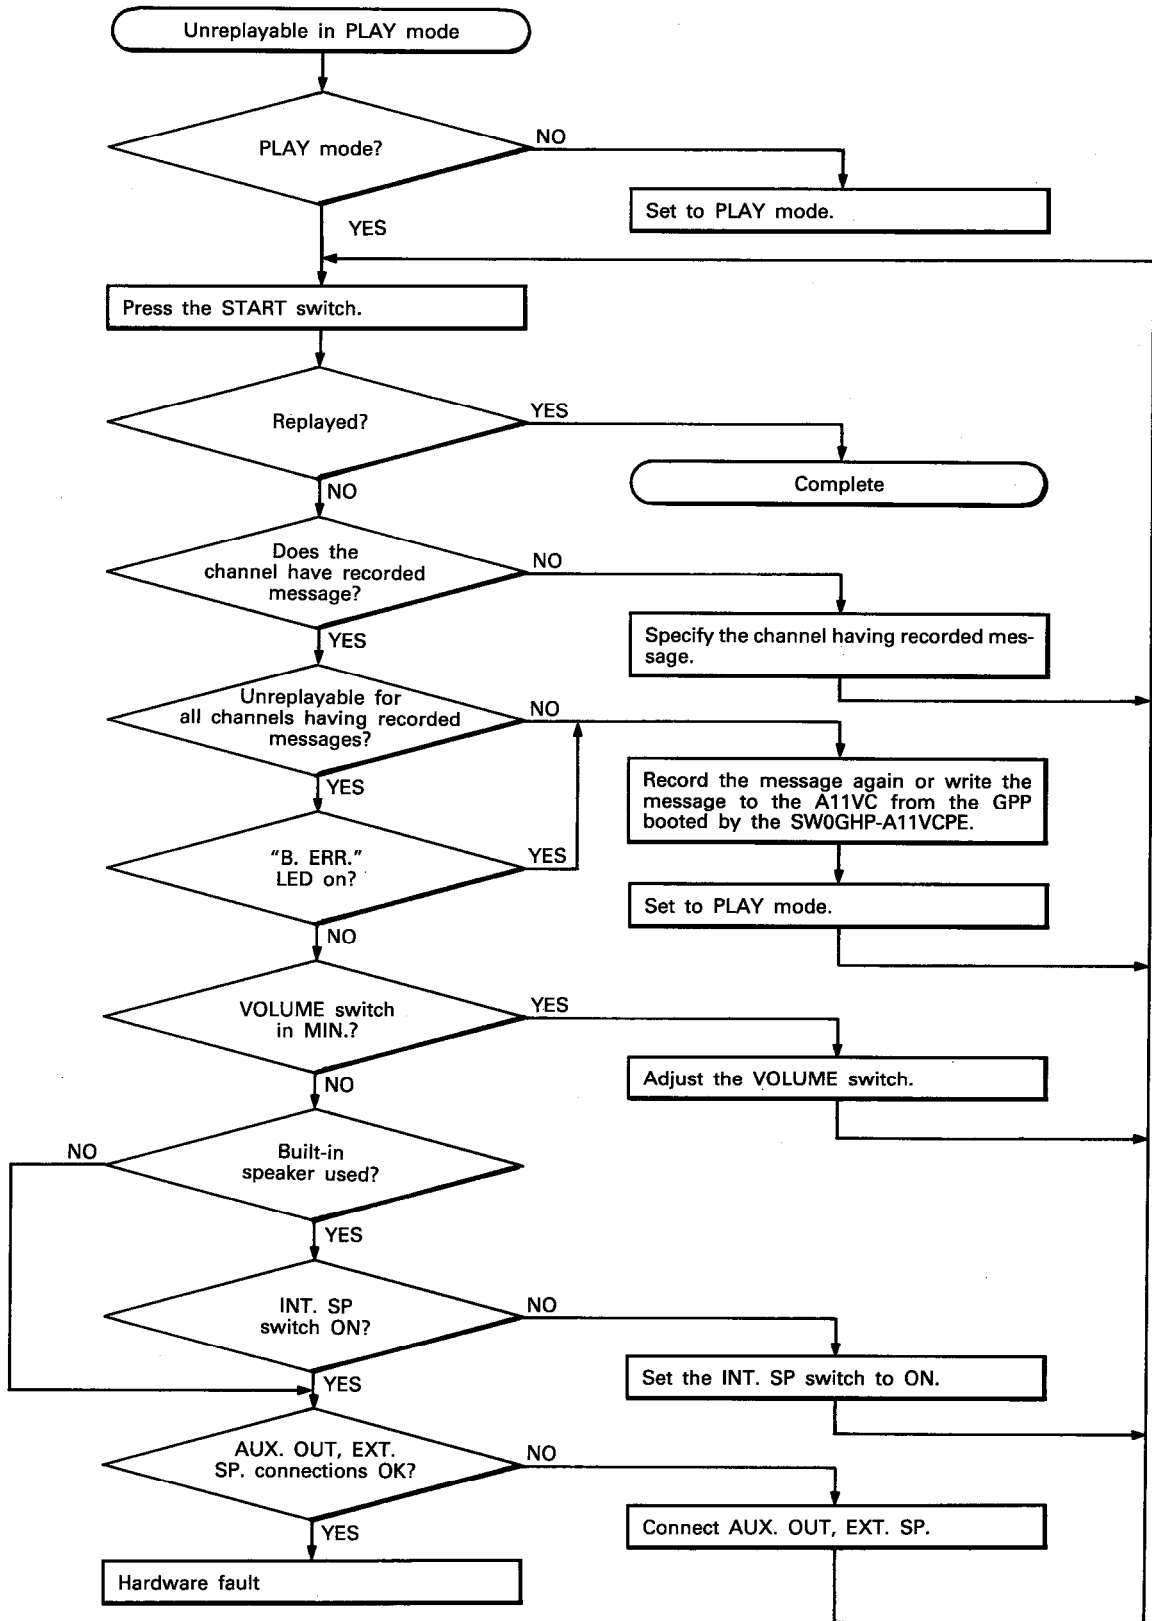 Unreplayable in PLAY mode
PLAY mode?
NO
Set to PLAY mode.
YES
Press the START switch.
Replayed?
YES
Complete
NO
Does the
channel have recorded
message?
NO
Specify the channel having recorded mes-
sage.
YES
Unreplayable for
all channels having recorded
messages?
NO
Record the message again or write the
message to the A11VC from the GPP
booted by the SW0GHP-A11VCPE.
YES
"B. ERR."
LED on?
YES
Set to PLAY mode.
NO
VOLUME switch
in MIN.?
YES
Adjust the VOLUME switch.
NO
Built-in
speaker used?
NO
YES
INT. SP
switch ON?
NO
Set the INT. SP switch to ON.
YES
AUX. OUT, EXT.
SP. connections OK?
NO
Connect AUX. OUT, EXT. SP.
YES
Hardware fault